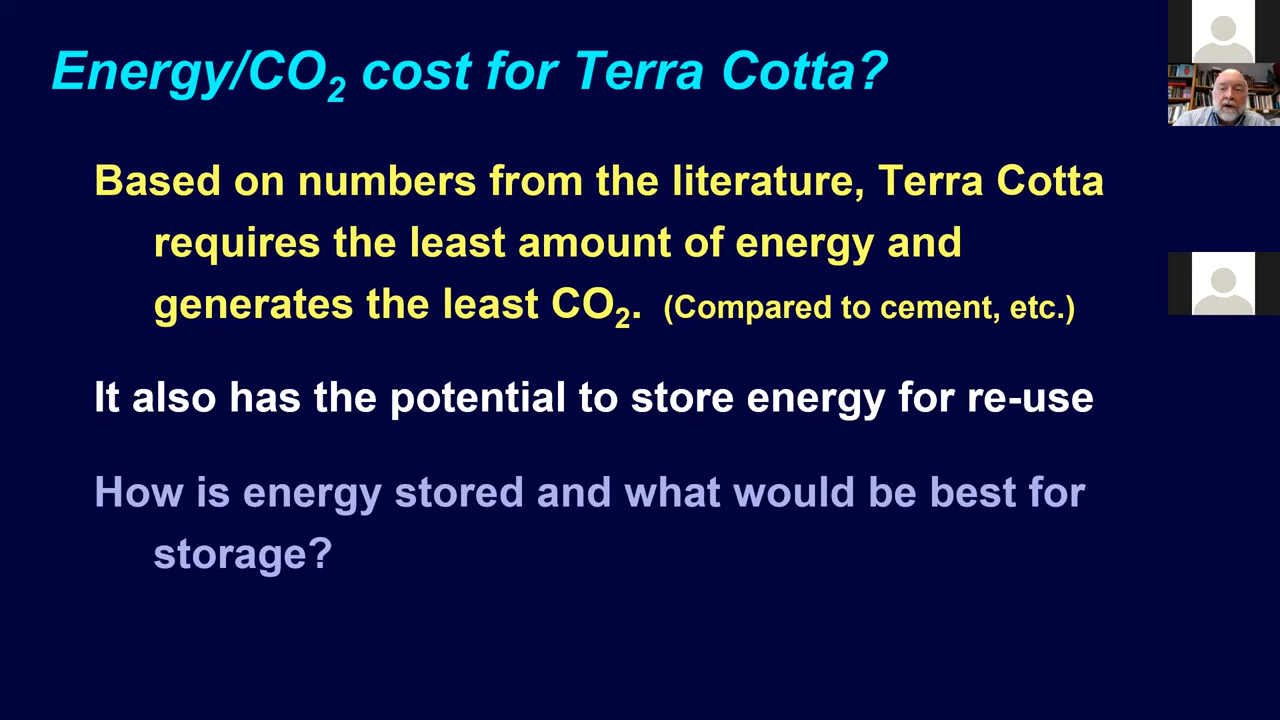 Energy/CO₂ cost for Terra Cotta?
Based on numbers from the literature, Terra Cotta
requires the least amount of energy and
generates the least CO₂. (Compared to cement, etc.)
It also has the potential to store energy for re-use
How is energy stored and what would be best for
storage?